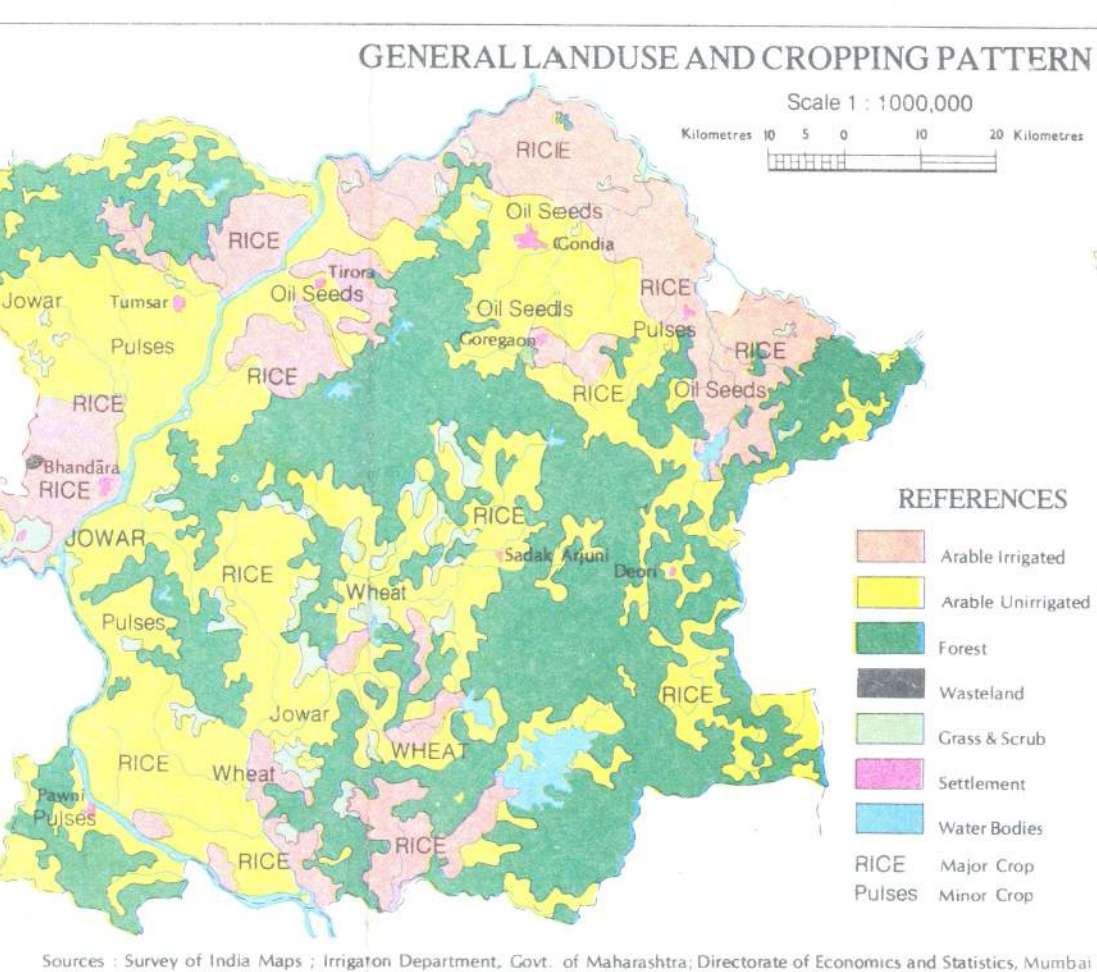 GENERAL LANDUSE AND CROPPING PATTERN
Scale 1 : 1000,000
Kilometres 10 5 0 10 20 Kilometres
RICE
Oil Seeds
Gondia
RICE
Tirora
Oil Seeds
RICE
Jowar
Tumsar
Oil Seeds
Pulses
Goregaon
Pulses
RICE
RICE
RICE
Oil Seeds
RICE
RICE
Bhandāra
RICE
REFERENCES
RICE
JOWAR
Arable Irrigated
Sadak Arjuni
Deori
RICE
Wheat
Arable Unirrigated
Pulses
Forest
RICE
Wasteland
Jowar
Grass & Scrub
WHEAT
RICE
Wheat
Settlement
Pawni
Pulses
Water Bodies
RICE
RICE
RICE Major Crop
Pulses Minor Crop
Sources : Survey of India Maps ; Irrigaton Department, Govt. of Maharashtra; Directorate of Economics and Statistics, Mumbai